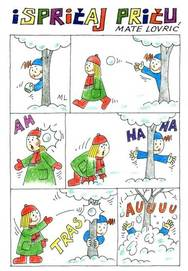 iSPRiČAJ PRiČU,
MATE LOVRIĆ
ML
AH
HA HA
TRAS
AUUUU